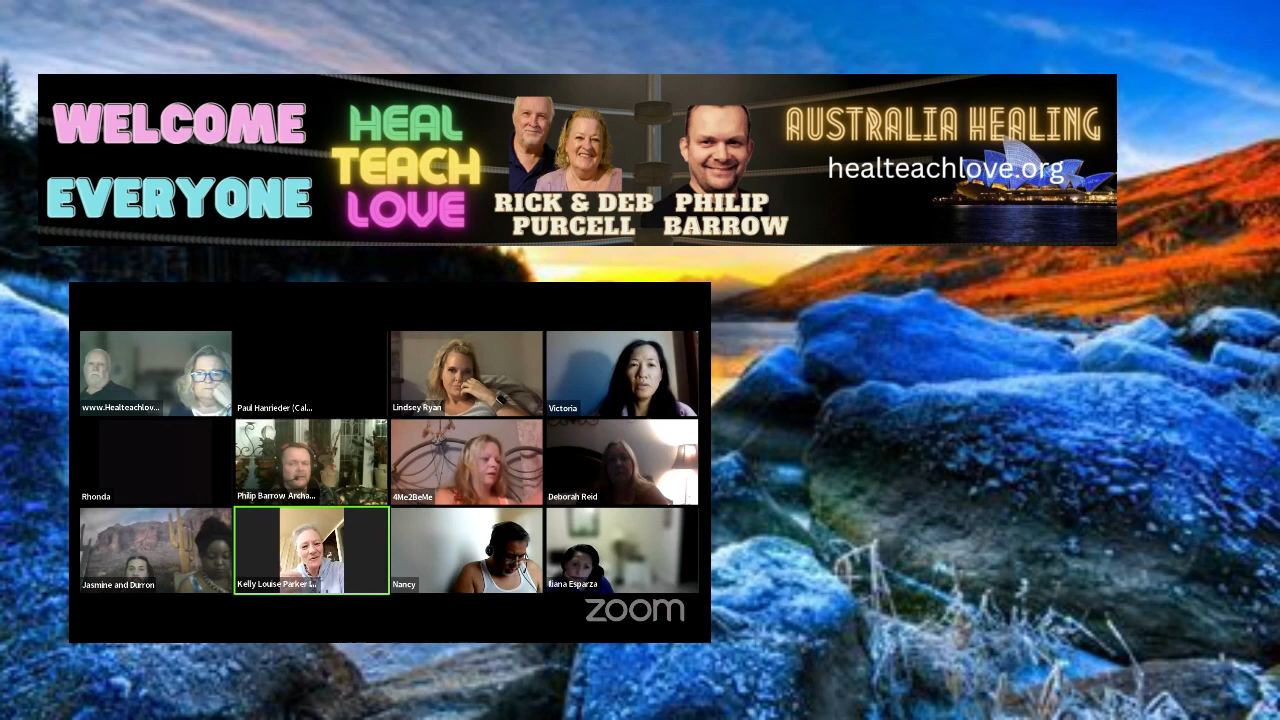 WELCOME
EVERYONE
HEAL
TEACH
LOVE
RICK & DEB
PURCELL
PHILIP
BARROW
AUSTRALIA HEALING
healteachlove.org
www.Healteachlov...
Paul Hanrieder (Cal...
Lindsey Ryan
Victoria
Rhonda
Philip Barrow Archa...
4Me2BeMe
Deborah Reid
Jasmine and Durron
Kelly Louise Parker L...
Nancy
Iliana Esparza
zoom